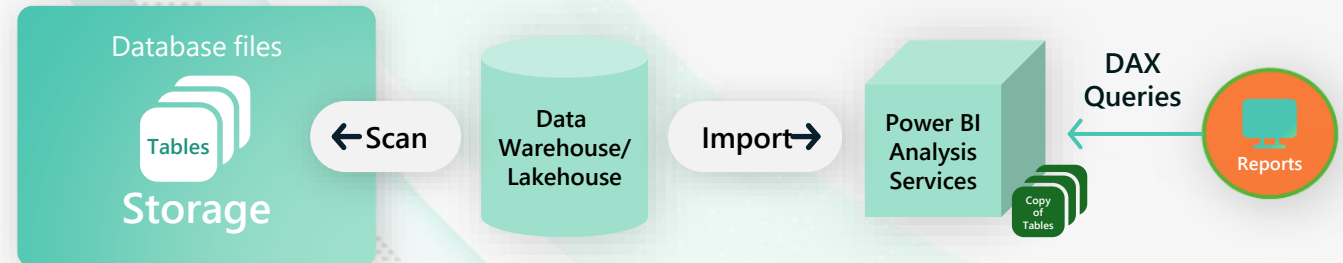 Database files
Tables
Storage
Scan
Data
Warehouse/
Lakehouse
Import
Power BI
Analysis
Services
Copy
of
Tables
DAX
Queries
Reports